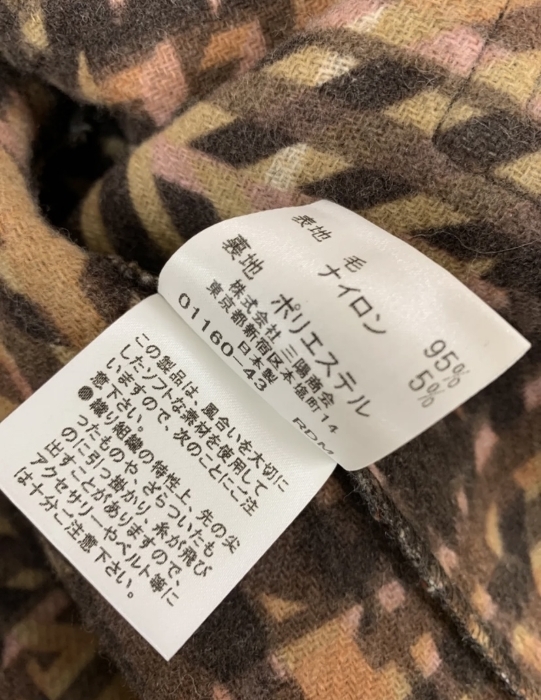 表地 毛 95%
ナイロン 5%
裏地 ポリエステル
株式会社 三陽商会
東京都新宿区本塩町14
日本製
01160-43 RDM
この製品は、風合いを大切に
したソフトな素材を使用して
いますので、次のことにご注
意下さい。
●織り組織の特性上、先の尖
ったものや、ざらついたも
のに引っ掛かり、糸が飛び
出すことがありますので、
アクセサリーやベルト等に
は十分ご注意下さい。